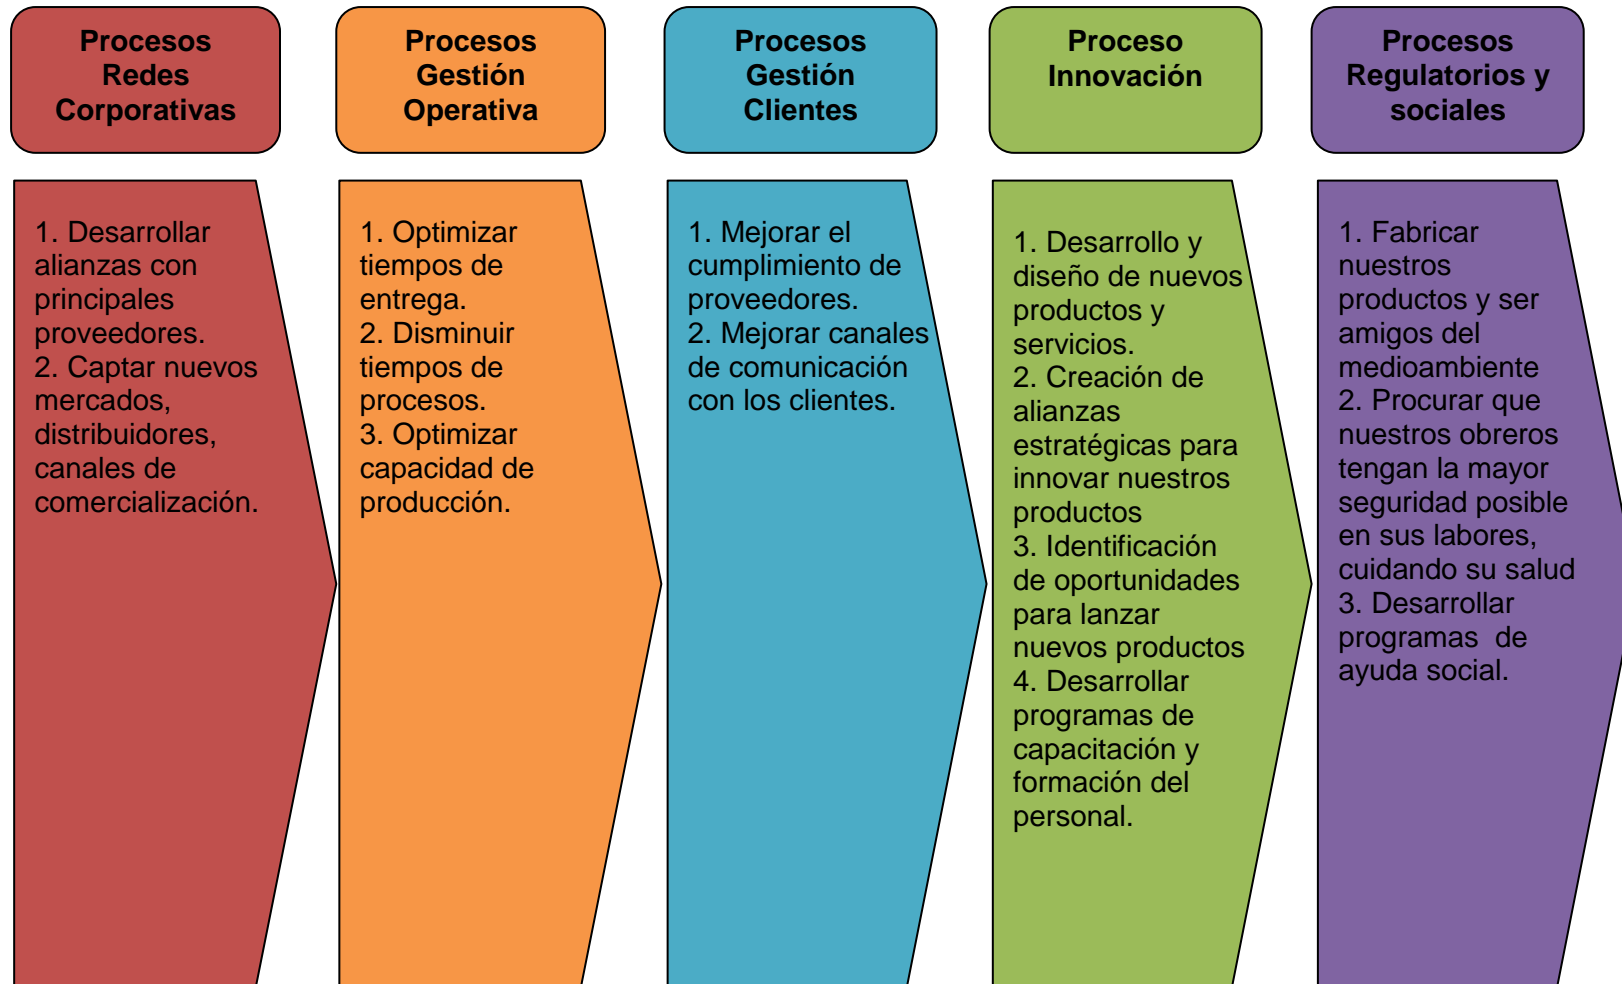 Procesos
Redes
Corporativas
Procesos
Gestión
Operativa
Procesos
Gestión
Clientes
Proceso
Innovación
Procesos
Regulatorios y
sociales
1. Desarrollar
alianzas con
principales
proveedores.
2. Captar nuevos
mercados,
distribuidores,
canales de
comercialización.
1. Optimizar
tiempos de
entrega.
2. Disminuir
tiempos de
procesos.
3. Optimizar
capacidad de
producción.
1. Mejorar el
cumplimiento de
proveedores.
2. Mejorar canales
de comunicación
con los clientes.
1. Desarrollo y
diseño de nuevos
productos y
servicios.
2. Creación de
alianzas
estratégicas para
innovar nuestros
productos
3. Identificación
de oportunidades
para lanzar
nuevos productos
4. Desarrollar
programas de
capacitación y
formación del
personal.
1. Fabricar
nuestros
productos y ser
amigos del
medioambiente
2. Procurar que
nuestros obreros
tengan la mayor
seguridad posible
en sus labores,
cuidando su salud
3. Desarrollar
programas  de
ayuda social.